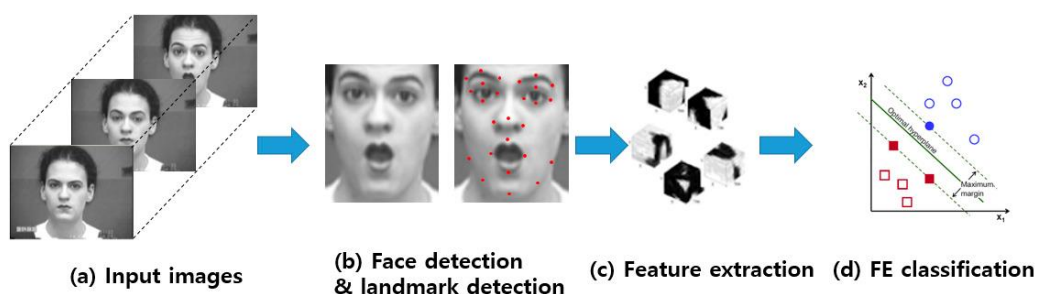 (a) Input images
(b) Face detection
& landmark detection
(c) Feature extraction
(d) FE classification
x₂
Optimal hyperplane
Maximum
margin
x₁